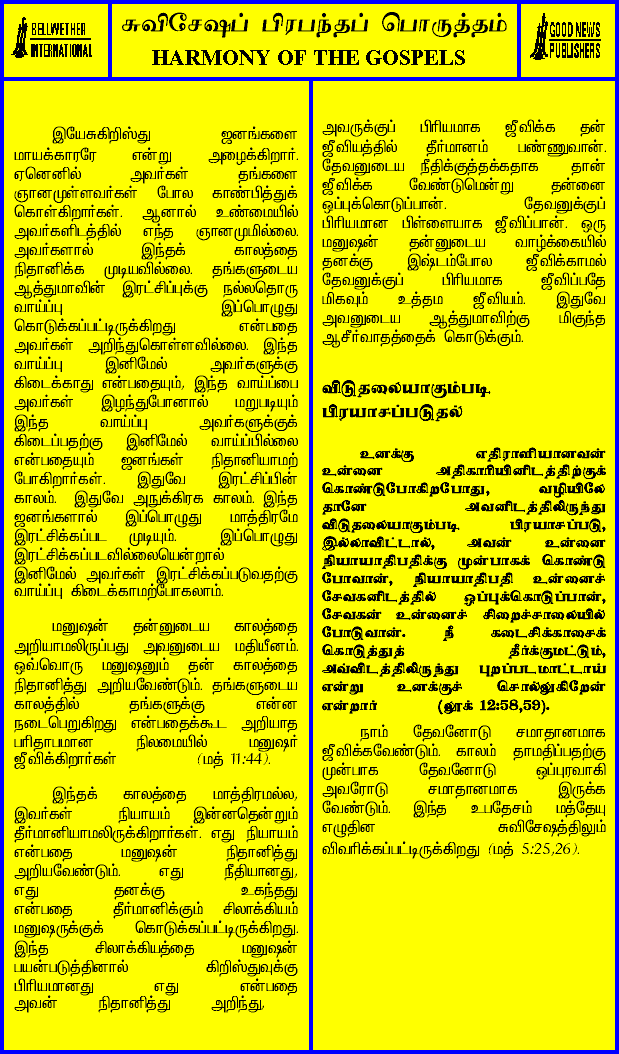 BELLWETHER
INTERNATIONAL
சுவிசேஷப் பிரபந்தப் பொருத்தம்
HARMONY OF THE GOSPELS
GOOD NEWS
PUBLISHERS
இயேசுகிறிஸ்து ஜனங்களை
மாயக்காரரே என்று அழைக்கிறார்.
ஏனெனில் அவர்கள் தங்களை
ஞானமுள்ளவர்கள் போல காண்பித்துக்
கொள்கிறார்கள். ஆனால் உண்மையில்
அவர்களிடத்தில் எந்த ஞானமுமில்லை.
அவர்களால் இந்தக் காலத்தை
நிதானிக்க முடியவில்லை. தங்களுடைய
ஆத்துமாவின் இரட்சிப்புக்கு நல்லதொரு
வாய்ப்பு இப்பொழுது
கொடுக்கப்பட்டிருக்கிறது என்பதை
அவர்கள் அறிந்துகொள்ளவில்லை. இந்த
வாய்ப்பு இனிமேல் அவர்களுக்கு
கிடைக்காது என்பதையும், இந்த வாய்ப்பை
அவர்கள் இழந்துபோனால் மறுபடியும்
இந்த வாய்ப்பு அவர்களுக்குக்
கிடைப்பதற்கு இனிமேல் வாய்ப்பில்லை
என்பதையும் ஜனங்கள் நிதானியாமற்
போகிறார்கள். இதுவே இரட்சிப்பின்
காலம். இதுவே அநுக்கிரக காலம். இந்த
ஜனங்களால் இப்பொழுது மாத்திரமே
இரட்சிக்கப்பட முடியும். இப்பொழுது
இரட்சிக்கப்படவில்லையென்றால்
இனிமேல் அவர்கள் இரட்சிக்கப்படுவதற்கு
வாய்ப்பு கிடைக்காமற்போகலாம்.
மனுஷன் தன்னுடைய காலத்தை
அறியாமலிருப்பது அவனுடைய மதியீனம்.
ஒவ்வொரு மனுஷனும் தன் காலத்தை
நிதானித்து அறியவேண்டும். தங்களுடைய
காலத்தில் தங்களுக்கு என்ன
நடைபெறுகிறது என்பதைக்கூட அறியாத
பரிதாபமான நிலமையில் மனுஷர்
ஜீவிக்கிறார்கள் (மத் 11:44).
இந்தக் காலத்தை மாத்திரமல்ல,
இவர்கள் நியாயம் இன்னதென்றும்
தீர்மானியாமலிருக்கிறார்கள். எது நியாயம்
என்பதை மனுஷன் நிதானித்து
அறியவேண்டும். எது நீதியானது,
எது தனக்கு உகந்தது
என்பதை தீர்மானிக்கும் சிலாக்கியம்
மனுஷருக்குக் கொடுக்கப்பட்டிருக்கிறது.
இந்த சிலாக்கியத்தை மனுஷன்
பயன்படுத்தினால் கிறிஸ்துவுக்கு
பிரியமானது எது என்பதை
அவன் நிதானித்து அறிந்து,
அவருக்குப் பிரியமாக ஜீவிக்க தன்
ஜீவியத்தில் தீர்மானம் பண்ணுவான்.
தேவனுடைய நீதிக்குத்தக்கதாக தான்
ஜீவிக்க வேண்டுமென்று தன்னை
ஒப்புக்கொடுப்பான். தேவனுக்குப்
பிரியமான பிள்ளையாக ஜீவிப்பான். ஒரு
மனுஷன் தன்னுடைய வாழ்க்கையில்
தனக்கு இஷ்டம்போல ஜீவிக்காமல்
தேவனுக்குப் பிரியமாக ஜீவிப்பதே
மிகவும் உத்தம ஜீவியம். இதுவே
அவனுடைய ஆத்துமாவிற்கு மிகுந்த
ஆசீர்வாதத்தைக் கொடுக்கும்.
விடுதலையாகும்படி
பிரயாசப்படுதல்
உனக்கு எதிராளியானவன்
உன்னை அதிகாரியினிடத்திற்குக்
கொண்டுபோகிறபோது, வழியிலே
தானே அவனிடத்திலிருந்து
விடுதலையாகும்படி பிரயாசப்படு,
இல்லாவிட்டால், அவன் உன்னை
நியாயாதிபதிக்கு முன்பாகக் கொண்டு
போவான், நியாயாதிபதி உன்னைச்
சேவகனிடத்தில் ஒப்புக்கொடுப்பான்,
சேவகன் உன்னைச் சிறைச்சாலையில்
போடுவான். நீ கடைசிக்காசைக்
கொடுத்துத் தீர்க்குமட்டும்,
அவ்விடத்திலிருந்து புறப்படமாட்டாய்
என்று உனக்குச் சொல்லுகிறேன்
என்றார் (லூக் 12:58,59).
நாம் தேவனோடு சமாதானமாக
ஜீவிக்கவேண்டும். காலம் தாமதிப்பதற்கு
முன்பாக தேவனோடு ஒப்புரவாகி
அவரோடு சமாதானமாக இருக்க
வேண்டும். இந்த உபதேசம் மத்தேயு
எழுதின சுவிசேஷத்திலும்
விவரிக்கப்பட்டிருக்கிறது (மத் 5:25,26).